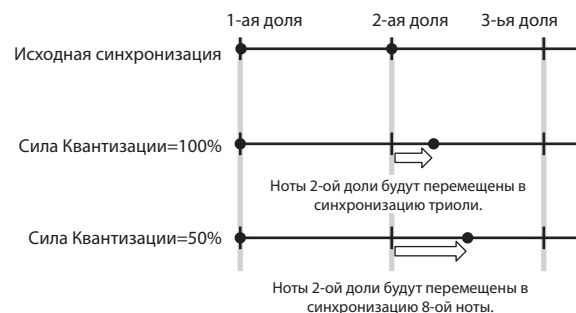 1-ая доля 2-ая доля 3-ья доля
Исходная синхронизация
Сила Квантизации=100%
Ноты 2-ой доли будут перемещены в
синхронизацию триоли.
Сила Квантизации=50%
Ноты 2-ой доли будут перемещены в
синхронизацию 8-ой ноты.